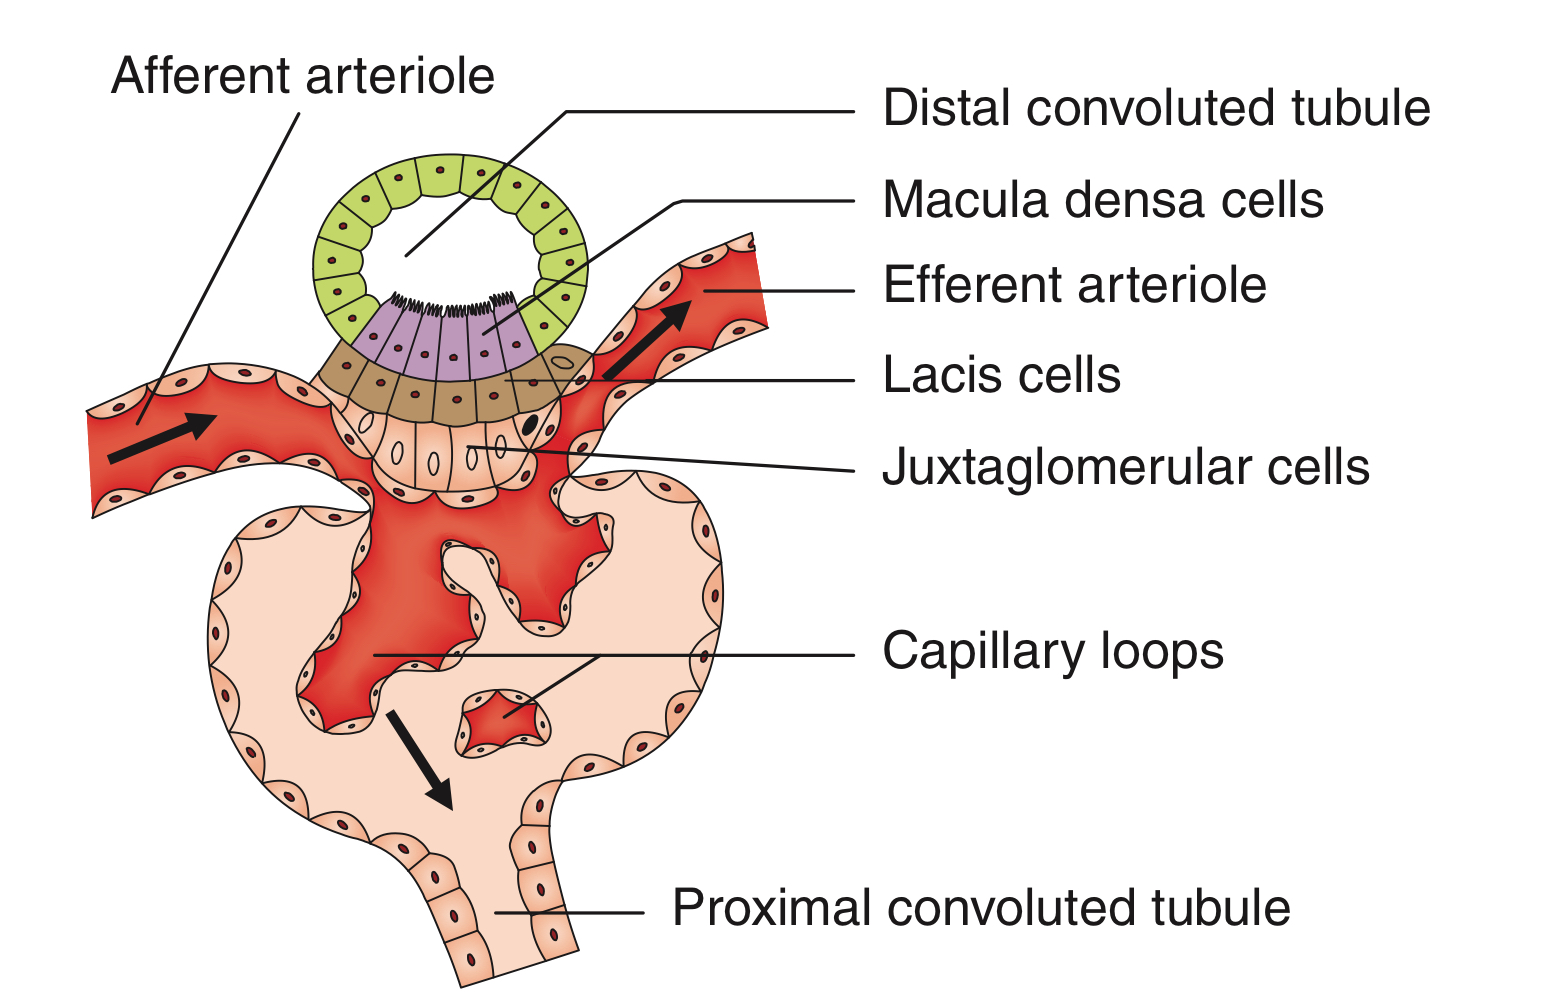 Afferent arteriole
Distal convoluted tubule
Macula densa cells
Efferent arteriole
Lacis cells
Juxtaglomerular cells
Capillary loops
Proximal convoluted tubule